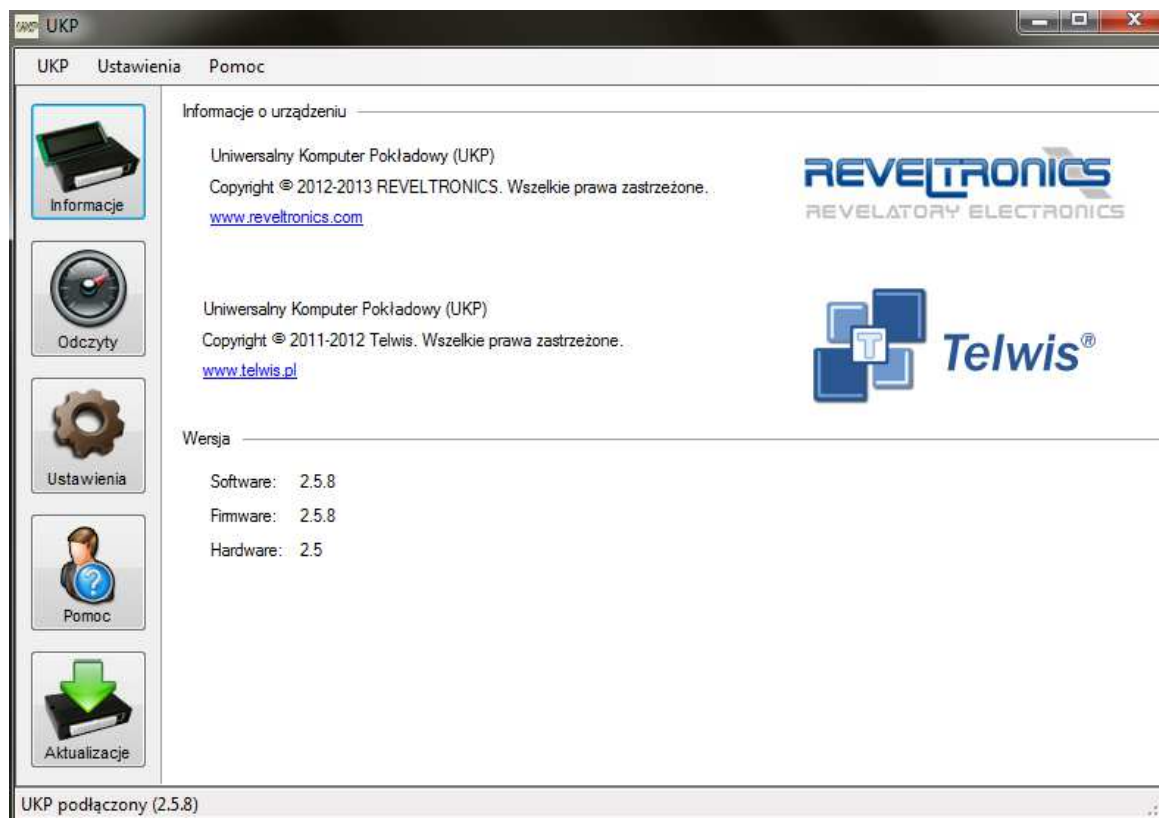 UKP
UKP Ustawienia Pomoc
Informacje
Odczyty
Ustawienia
Pomoc
Aktualizacje
Informacje o urządzeniu
Uniwersalny Komputer Pokładowy (UKP)
Copyright © 2012-2013 REVELTRONICS. Wszelkie prawa zastrzeżone.
www.reveltronics.com
REVELTRONICS
REVELATORY ELECTRONICS
Uniwersalny Komputer Pokładowy (UKP)
Copyright © 2011-2012 Telwis. Wszelkie prawa zastrzeżone.
www.telwis.pl
T Telwis®
Wersja
Software: 2.5.8
Firmware: 2.5.8
Hardware: 2.5
UKP podłączony (2.5.8)